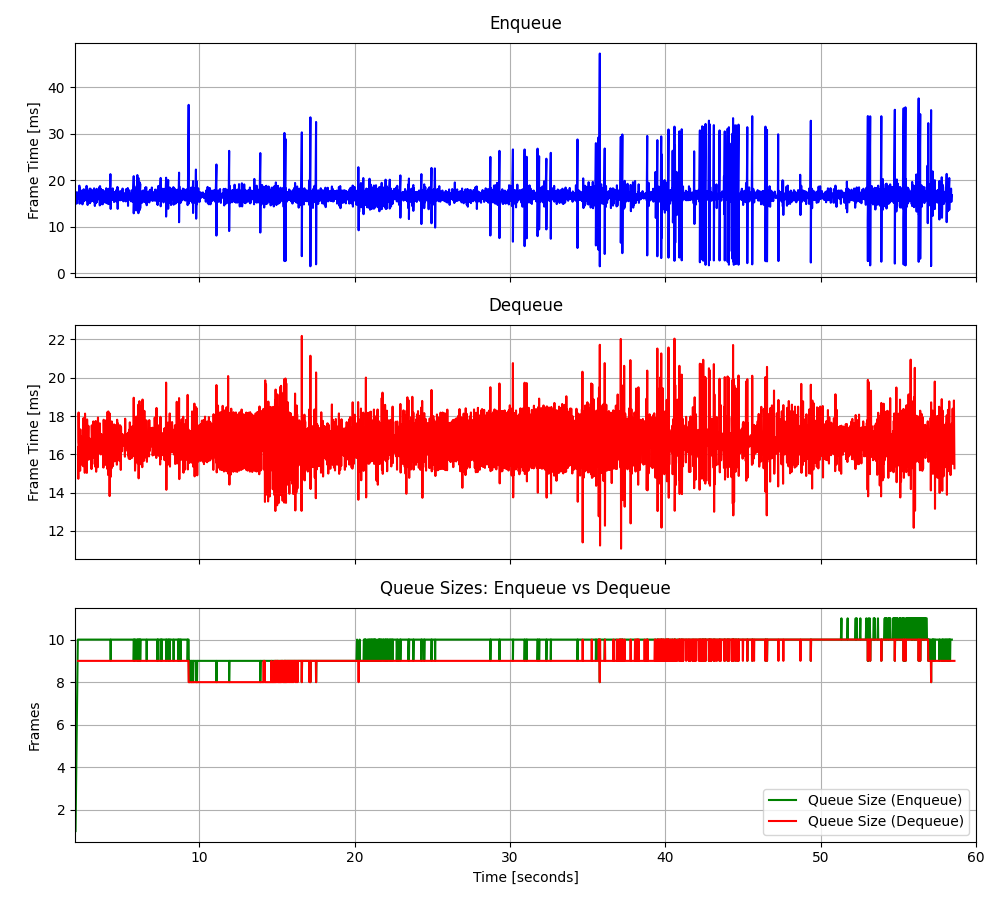 Enqueue
Frame Time [ms]
40
30
20
10
0
Dequeue
Frame Time [ms]
22
20
18
16
14
12
Queue Sizes: Enqueue vs Dequeue
Frames
10
8
6
4
2
Queue Size (Enqueue)
Queue Size (Dequeue)
10 20 30 40 50 60
Time [seconds]